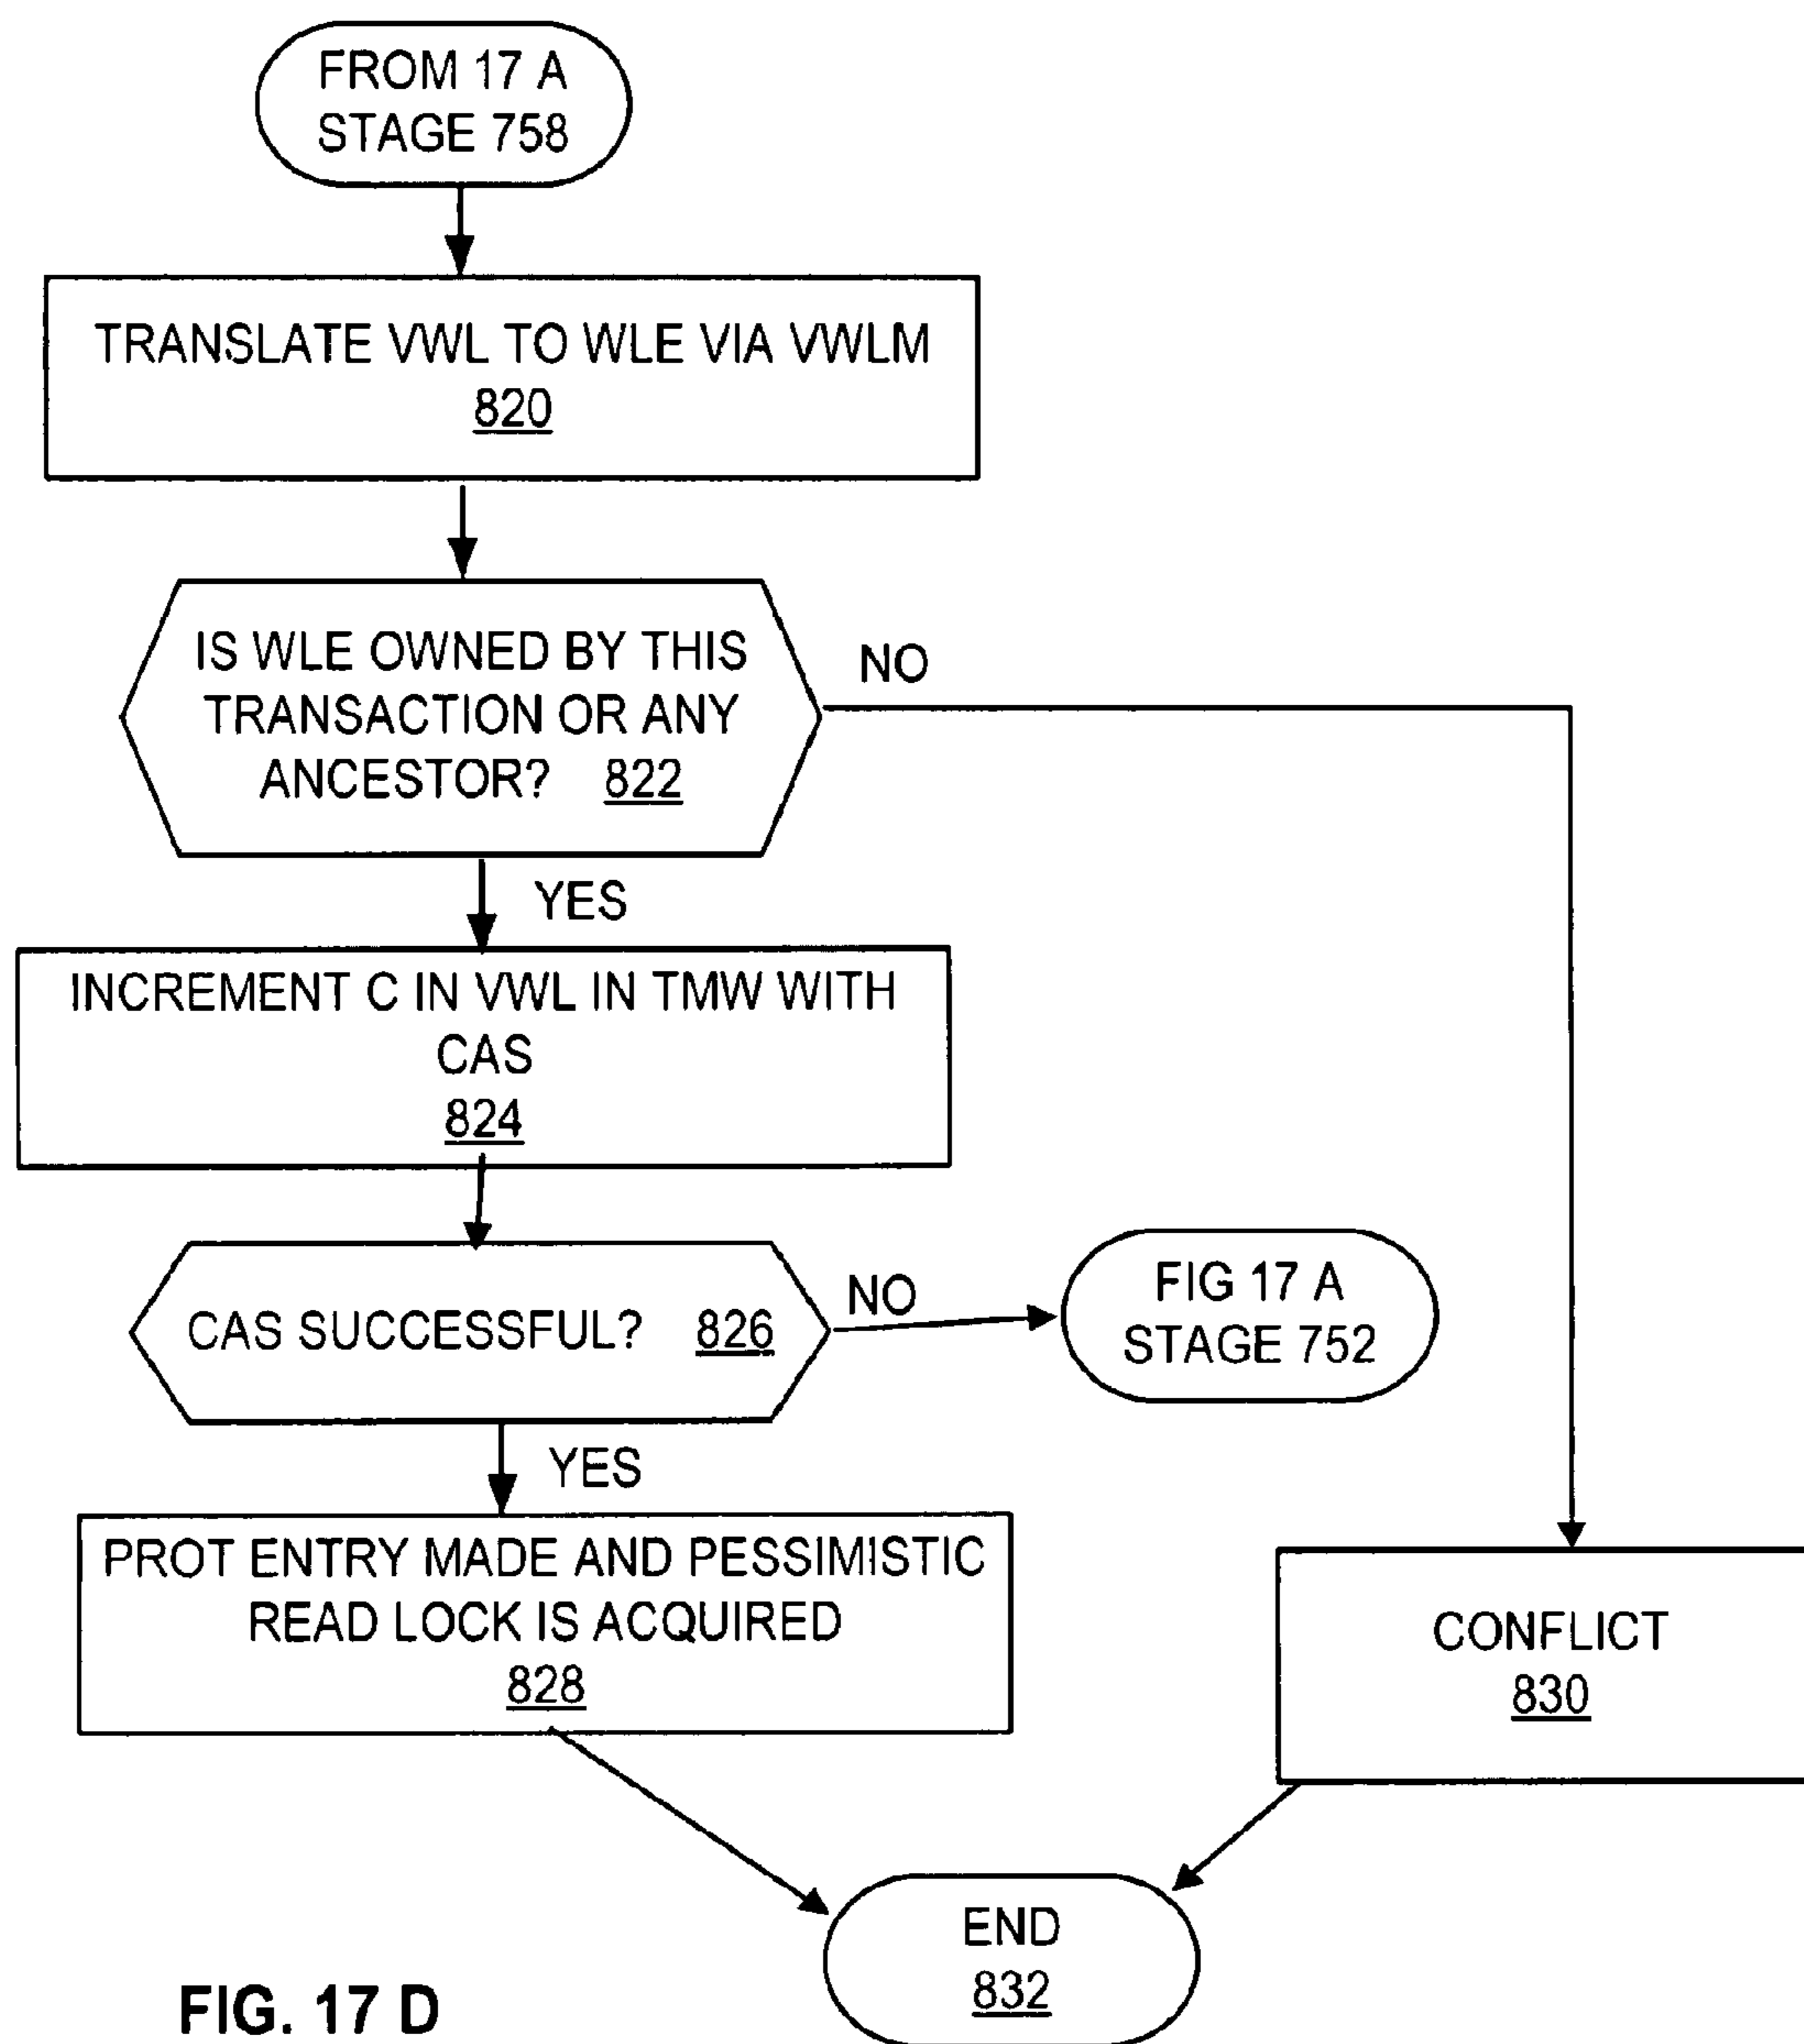 FROM 17 A
STAGE 758
TRANSLATE VWL TO WLE VIA VWLM
820
IS WLE OWNED BY THIS
TRANSACTION OR ANY
ANCESTOR? 822
NO
YES
INCREMENT C IN VWL IN TMW WITH
CAS
824
CAS SUCCESSFUL? 826
NO
FIG 17 A
STAGE 752
YES
PROT ENTRY MADE AND PESSIMISTIC
READ LOCK IS ACQUIRED
828
CONFLICT
830
END
832
FIG. 17 D